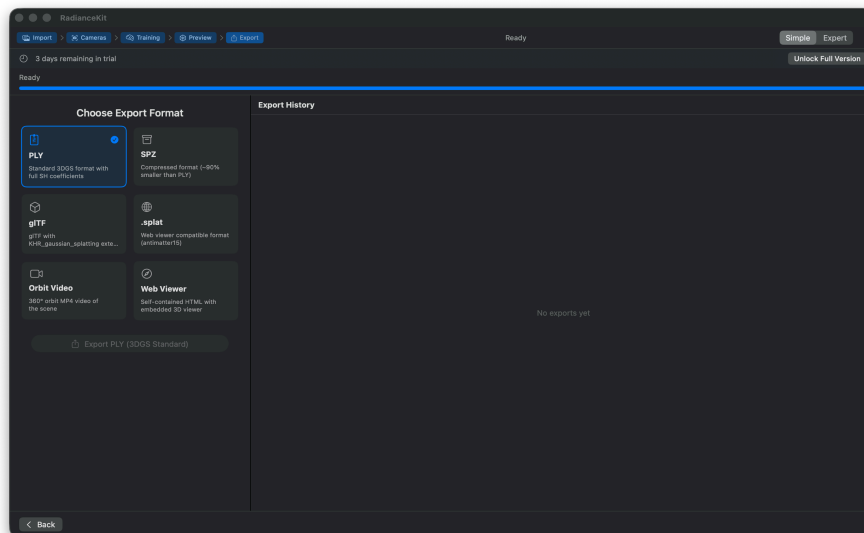 RadianceKit
Import > Cameras > Training > Preview > Export
Ready
Simple Expert
3 days remaining in trial
Unlock Full Version
Ready
Choose Export Format
PLY
Standard 3DGS format with
full SH coefficients
SPZ
Compressed format (~90%
smaller than PLY)
glTF
glTF with
KHR_gaussian_splatting exte...
.splat
Web viewer compatible format
(antimatter15)
Orbit Video
360° orbit MP4 video of
the scene
Web Viewer
Self-contained HTML with
embedded 3D viewer
Export PLY (3DGS Standard)
Export History
No exports yet
< Back